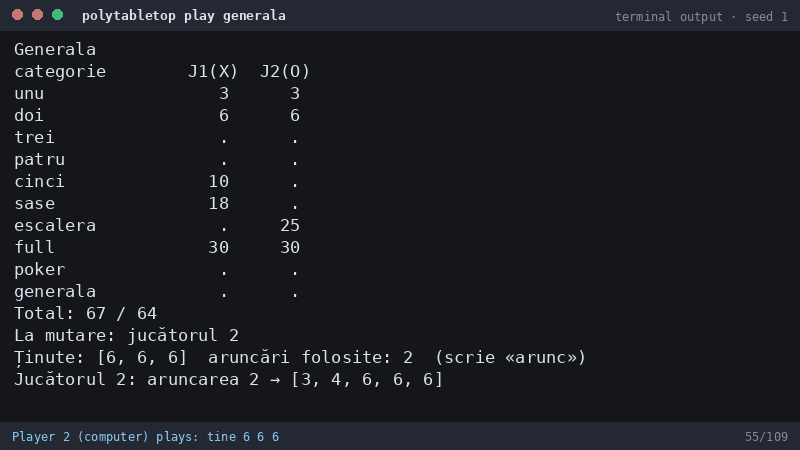 polytabletop play generala
terminal output · seed 1
Generala
categorie J1(X) J2(O)
unu 3 3
doi 6 6
trei . .
patru . .
cinci 10 .
sase 18 .
escalera . 25
full 30 30
poker . .
generala . .
Total: 67 / 64
La mutare: jucătorul 2
Ținute: [6, 6, 6] aruncări folosite: 2 (scrie «arunc»)
Jucătorul 2: aruncarea 2 → [3, 4, 6, 6, 6]
Player 2 (computer) plays: tine 6 6 6
55/109